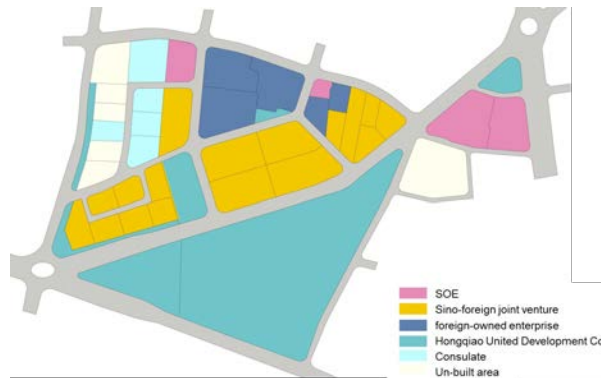 SOE
Sino-foreign joint venture
foreign-owned enterprise
Hongqiao United Development Co
Consulate
Un-built area